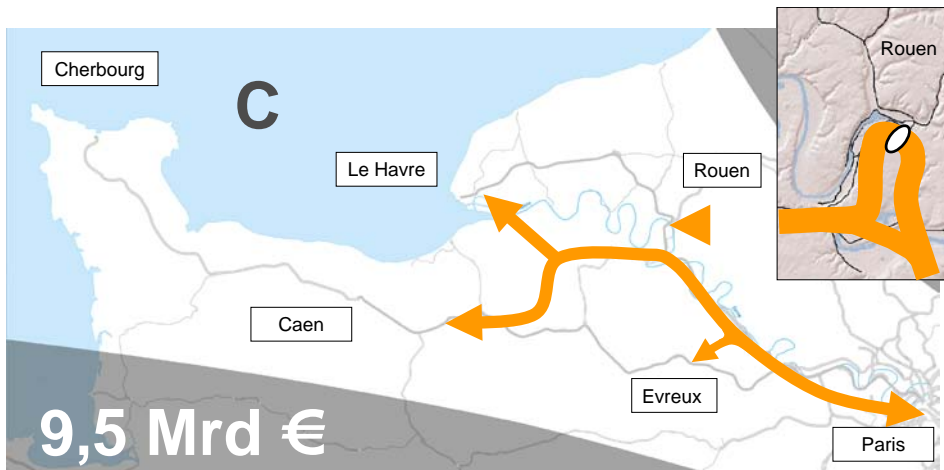 Cherbourg
C
Rouen
Le Havre
Rouen
Caen
Evreux
9,5 Mrd €
Paris